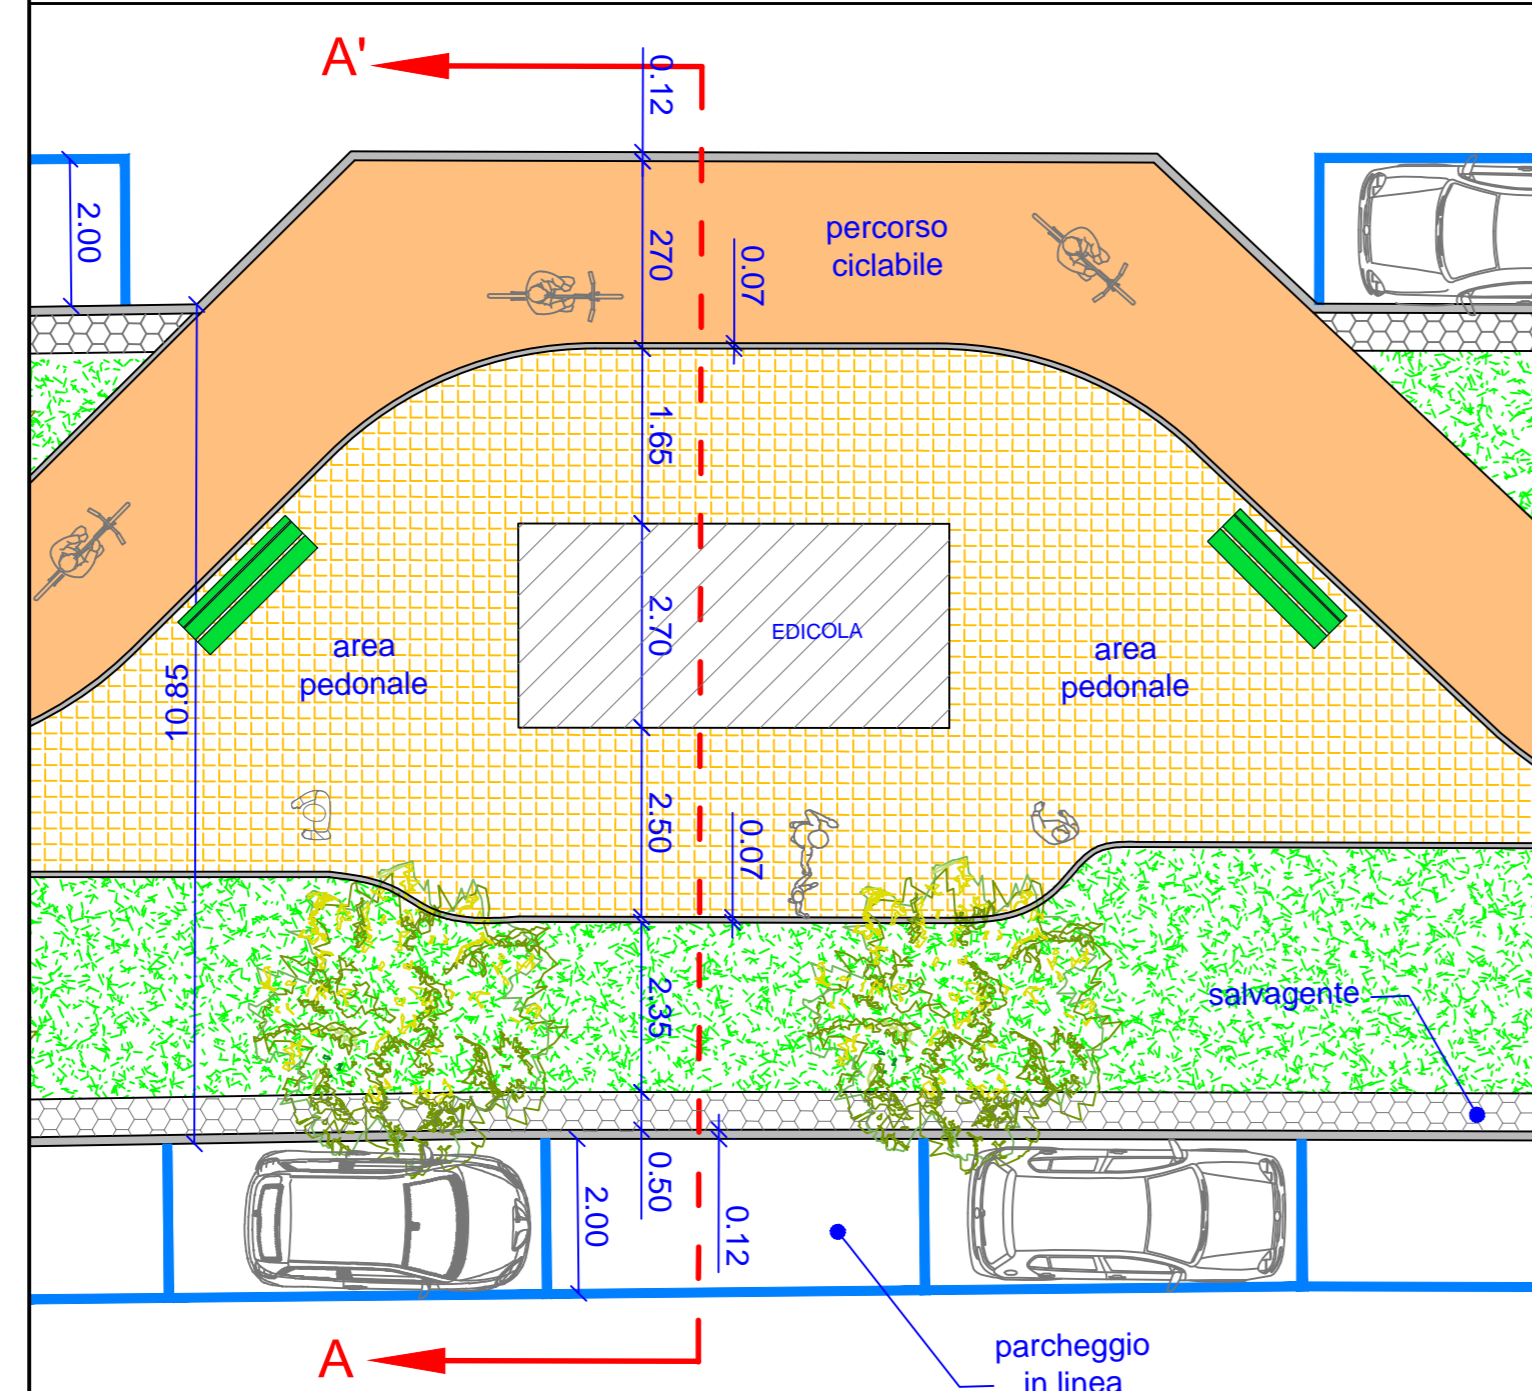 A'
0.12
2.00
270
0.07
percorso
ciclabile
1.65
2.70
EDICOLA
area
pedonale
area
pedonale
10.85
2.50
0.07
2.35
salvagente
0.50
2.00
0.12
A
parcheggio
in linea